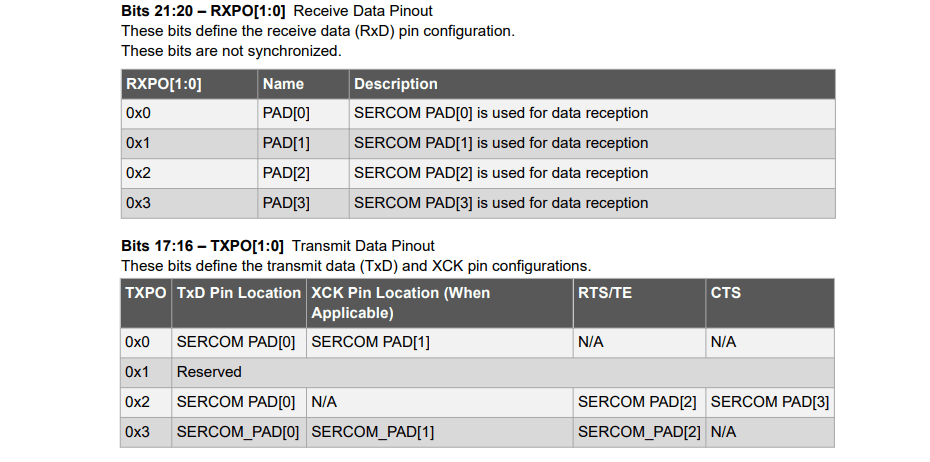 Bits 21:20 – RXPO[1:0] Receive Data Pinout
These bits define the receive data (RxD) pin configuration.
These bits are not synchronized.
RXPO[1:0] Name Description
0x0 PAD[0] SERCOM PAD[0] is used for data reception
0x1 PAD[1] SERCOM PAD[1] is used for data reception
0x2 PAD[2] SERCOM PAD[2] is used for data reception
0x3 PAD[3] SERCOM PAD[3] is used for data reception
Bits 17:16 – TXPO[1:0] Transmit Data Pinout
These bits define the transmit data (TxD) and XCK pin configurations.
TXPO TxD Pin Location XCK Pin Location (When RTS/TE CTS
Applicable)
0x0 SERCOM PAD[0] SERCOM PAD[1] N/A N/A
0x1 Reserved
0x2 SERCOM PAD[0] N/A SERCOM PAD[2] SERCOM PAD[3]
0x3 SERCOM_PAD[0] SERCOM_PAD[1] SERCOM_PAD[2] N/A